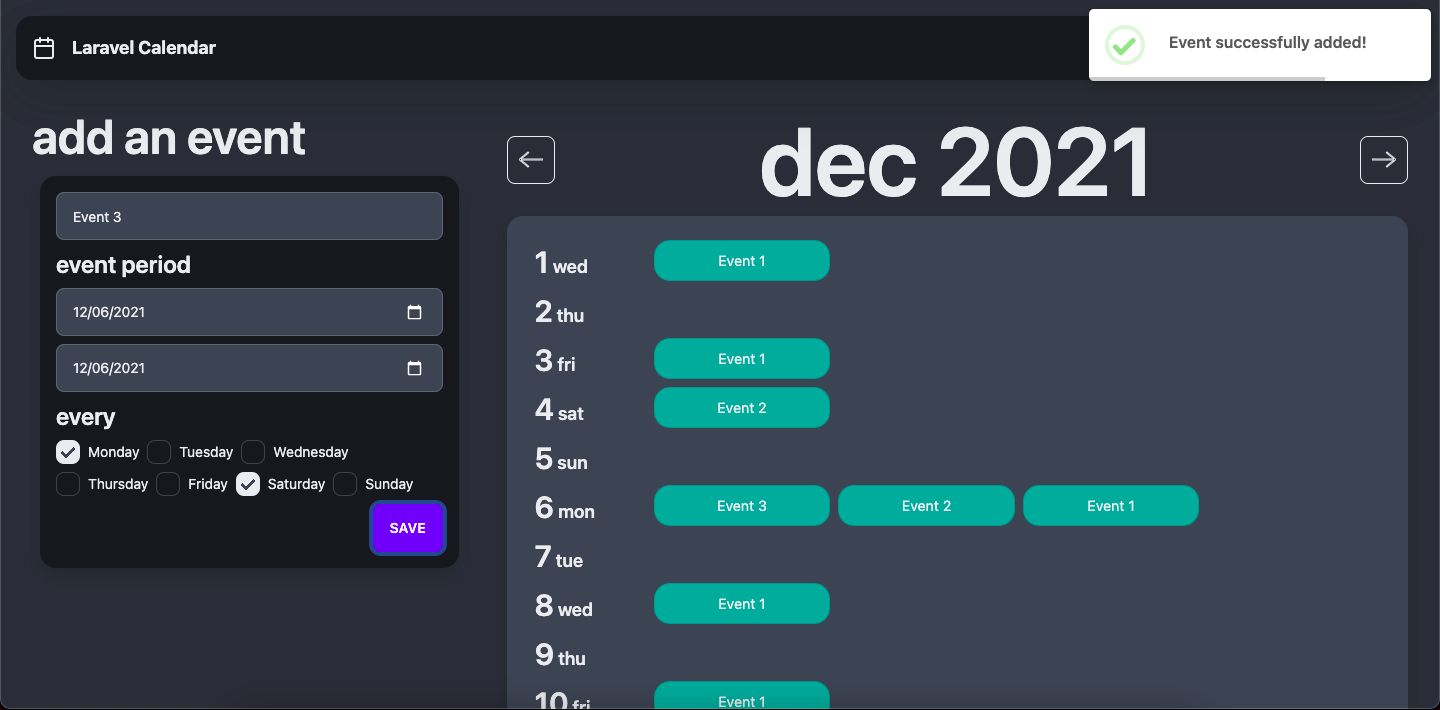 Laravel Calendar
Event successfully added!
add an event
Event 3
event period
12/06/2021
12/06/2021
every
Monday Tuesday Wednesday
Thursday Friday Saturday Sunday
SAVE
dec 2021
1 wed Event 1
2 thu
3 fri Event 1
4 sat Event 2
5 sun
6 mon Event 3 Event 2 Event 1
7 tue
8 wed Event 1
9 thu
10 fri Event 1